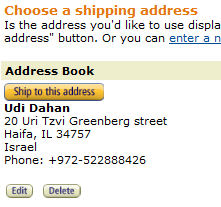 Choose a shipping address
Is the address you'd like to use displa
address" button. Or you can enter a n
Address Book
Ship to this address
Udi Dahan
20 Uri Tzvi Greenberg street
Haifa, IL 34757
Israel
Phone: +972-522888426
Edit Delete